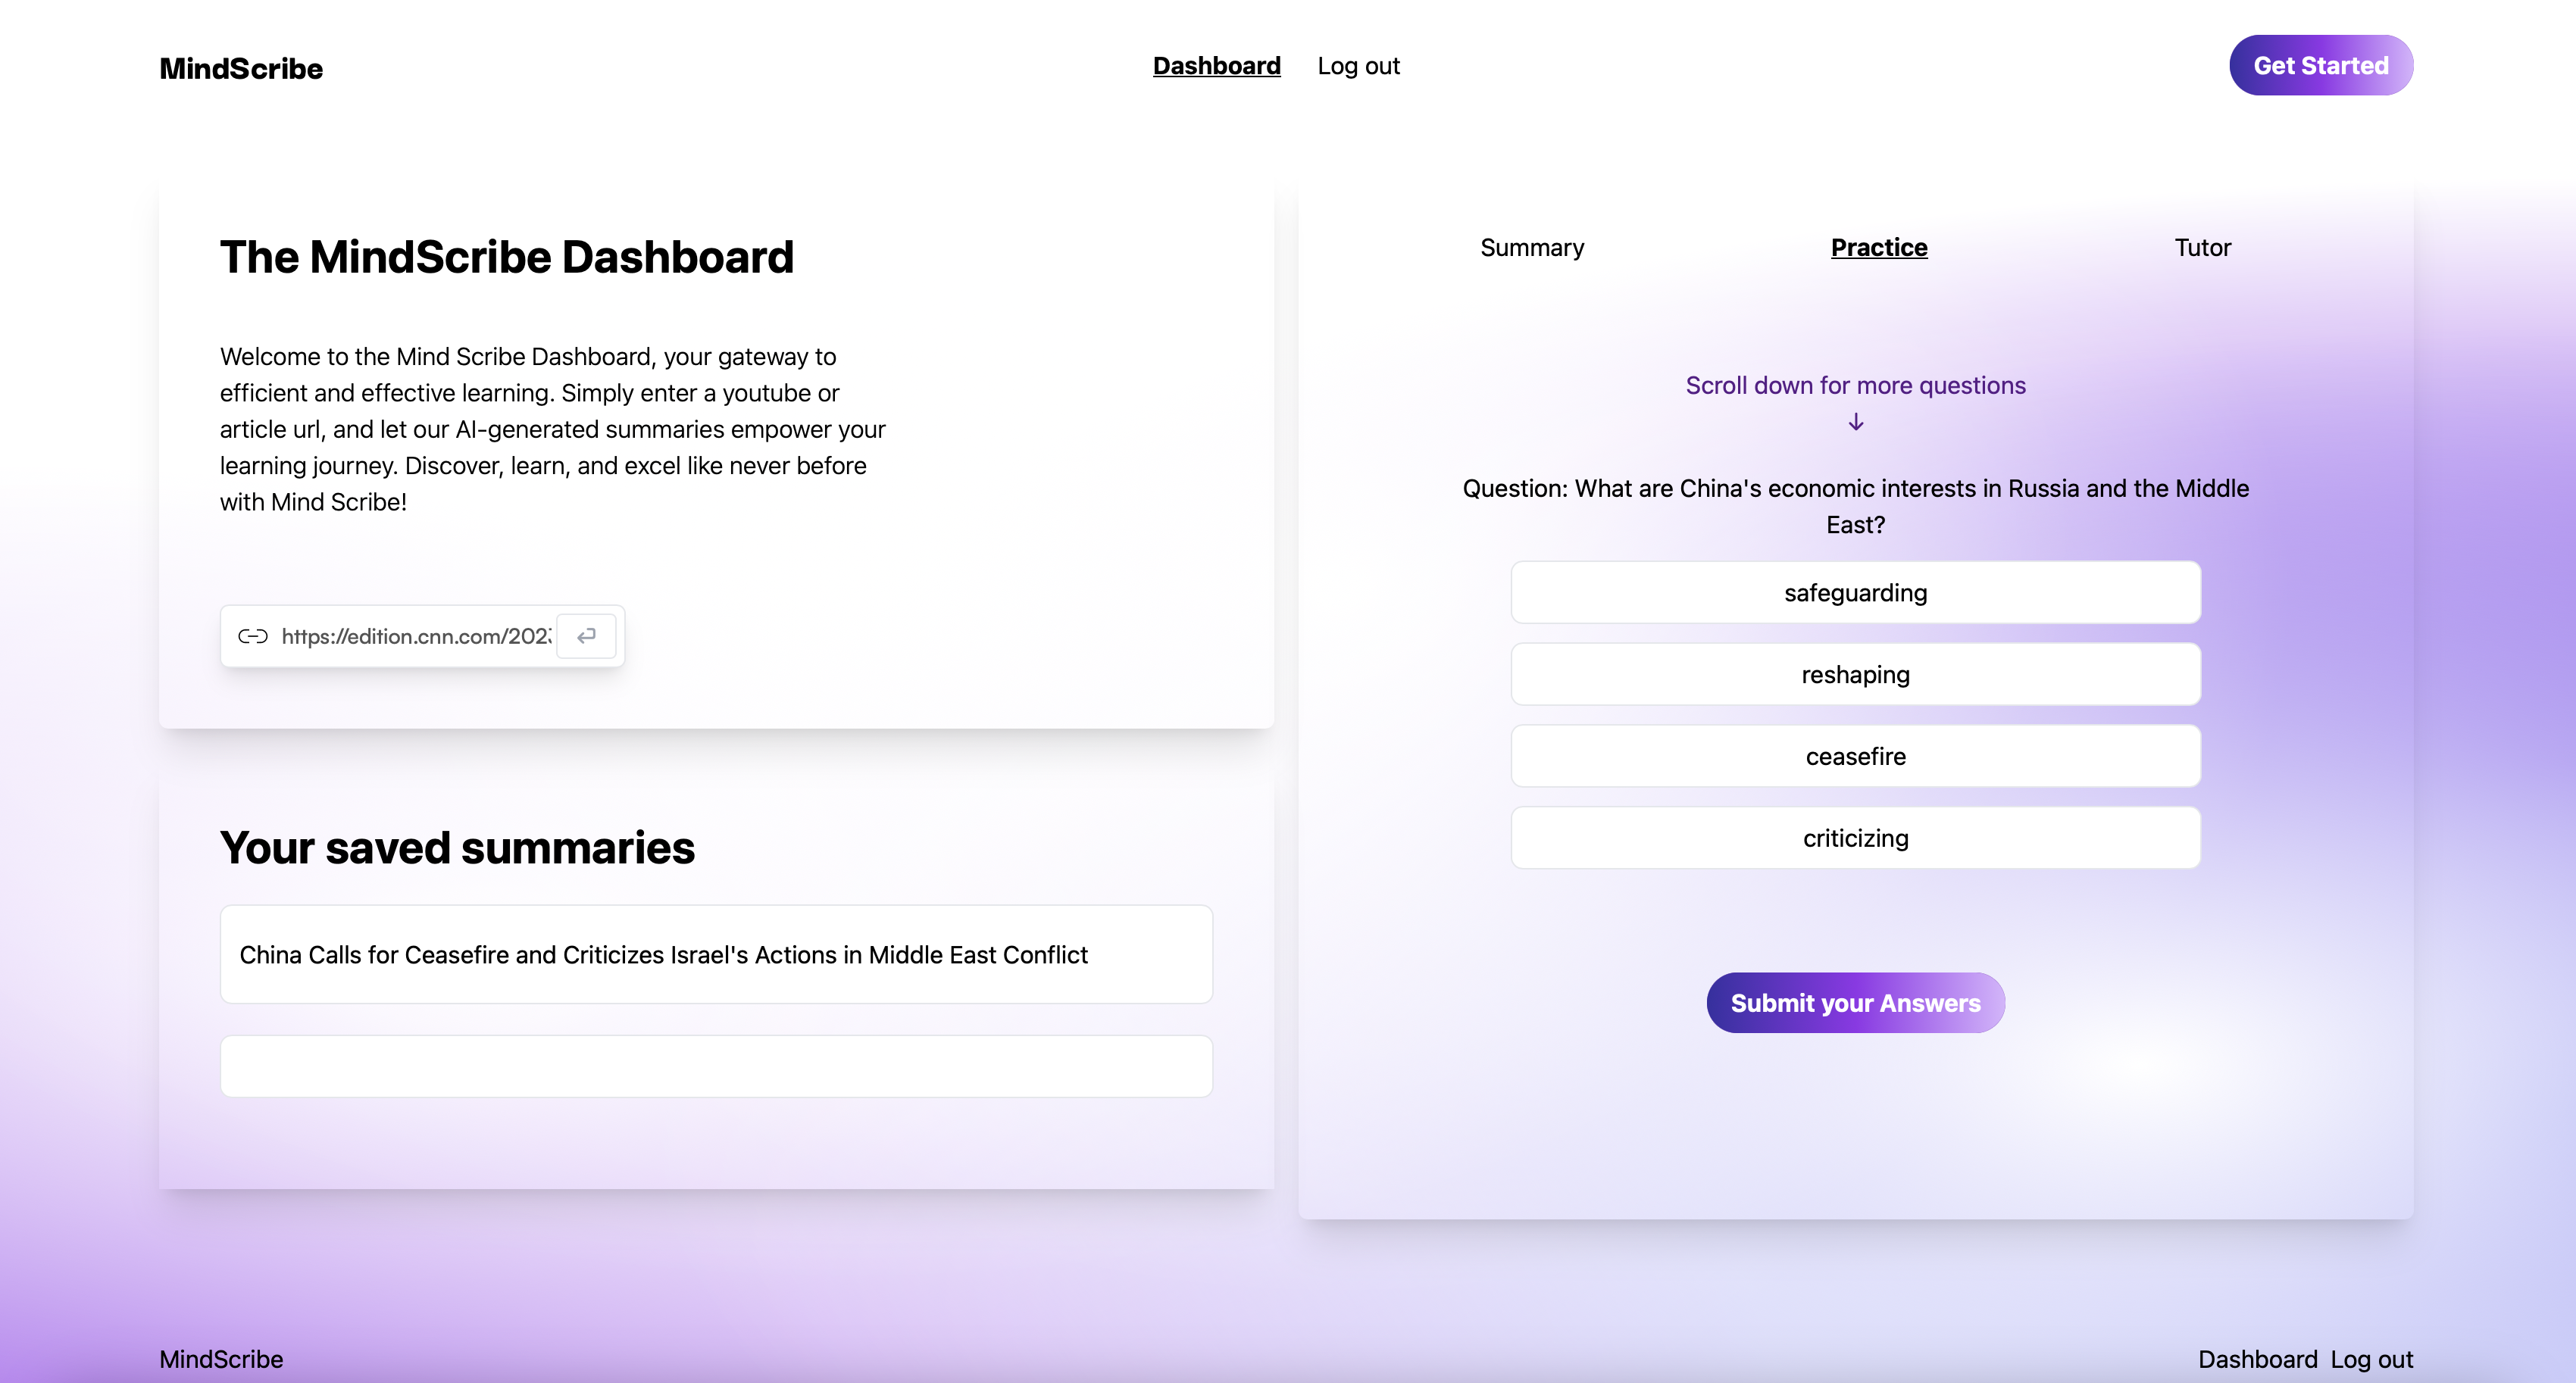 MindScribe
Dashboard
Log out
Get Started
The MindScribe Dashboard
Welcome to the Mind Scribe Dashboard, your gateway to
efficient and effective learning. Simply enter a youtube or
article url, and let our AI-generated summaries empower your
learning journey. Discover, learn, and excel like never before
with Mind Scribe!
https://edition.cnn.com/202
Your saved summaries
China Calls for Ceasefire and Criticizes Israel's Actions in Middle East Conflict
Summary
Practice
Tutor
Scroll down for more questions
↓
Question: What are China's economic interests in Russia and the Middle
East?
safeguarding
reshaping
ceasefire
criticizing
Submit your Answers
MindScribe
Dashboard
Log out